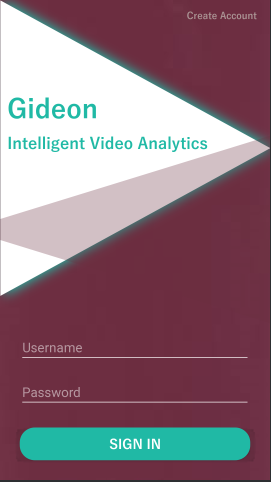 Create Account
Gideon
Intelligent Video Analytics
Username
Password
SIGN IN